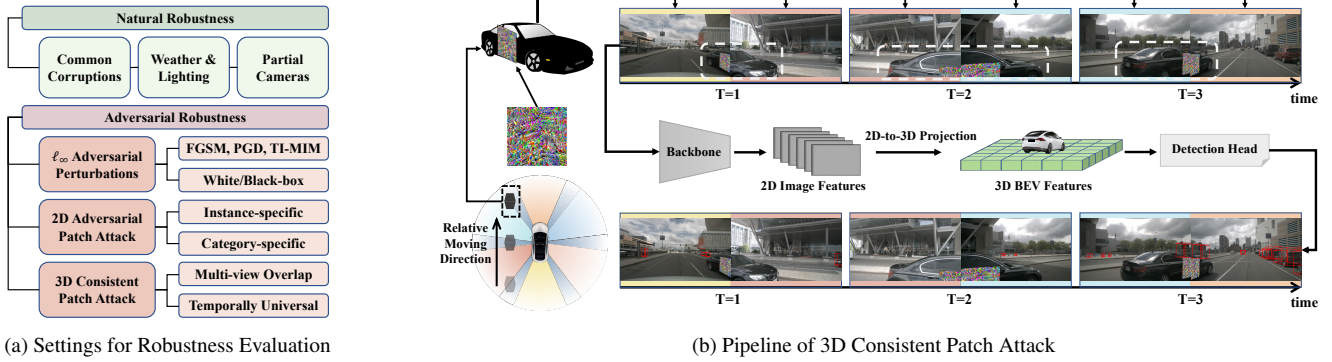 Natural Robustness
Common
Corruptions
Weather &
Lighting
Partial
Cameras
Adversarial Robustness
ℓ∞ Adversarial
Perturbations
FGSM, PGD, TI-MIM
White/Black-box
2D Adversarial
Patch Attack
Instance-specific
Category-specific
3D Consistent
Patch Attack
Multi-view Overlap
Temporally Universal
(a) Settings for Robustness Evaluation
Relative
Moving
Direction
T=1
T=2
T=3
time
Backbone
2D Image Features
2D-to-3D Projection
3D BEV Features
Detection Head
T=1
T=2
T=3
time
(b) Pipeline of 3D Consistent Patch Attack